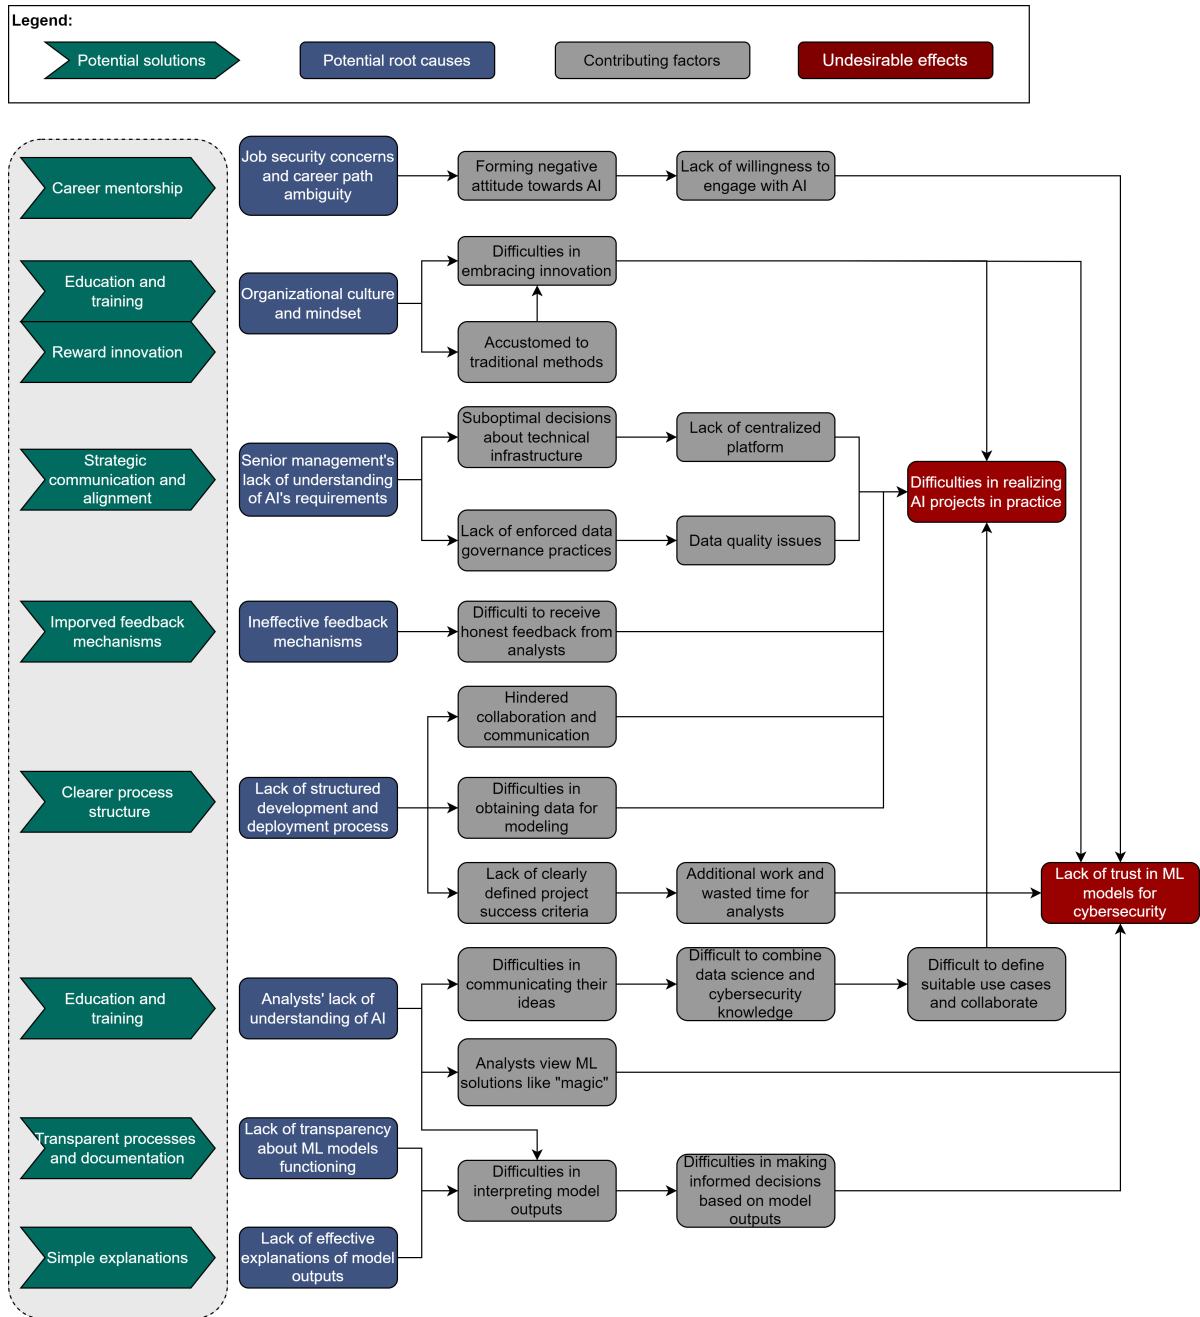 Legend:
Potential solutions
Potential root causes
Contributing factors
Undesirable effects
Career mentorship
Job security concerns
and career path
ambiguity
Forming negative
attitude towards AI
Lack of willingness to
engage with AI
Education and
training
Reward innovation
Organizational culture
and mindset
Difficulties in
embracing innovation
Accustomed to
traditional methods
Strategic
communication and
alignment
Senior management's
lack of understanding
of AI's requirements
Suboptimal decisions
about technical
infrastructure
Lack of centralized
platform
Lack of enforced data
governance practices
Data quality issues
Difficulties in realizing
AI projects in practice
Imporved feedback
mechanisms
Ineffective feedback
mechanisms
Difficulti to receive
honest feedback from
analysts
Clearer process
structure
Lack of structured
development and
deployment process
Hindered
collaboration and
communication
Difficulties in
obtaining data for
modeling
Lack of clearly
defined project
success criteria
Additional work and
wasted time for
analysts
Lack of trust in ML
models for
cybersecurity
Education and
training
Analysts' lack of
understanding of AI
Difficulties in
communicating their
ideas
Difficult to combine
data science and
cybersecurity
knowledge
Difficult to define
suitable use cases
and collaborate
Analysts view ML
solutions like "magic"
Transparent processes
and documentation
Lack of transparency
about ML models
functioning
Difficulties in
interpreting model
outputs
Difficulties in making
informed decisions
based on model
outputs
Simple explanations
Lack of effective
explanations of model
outputs